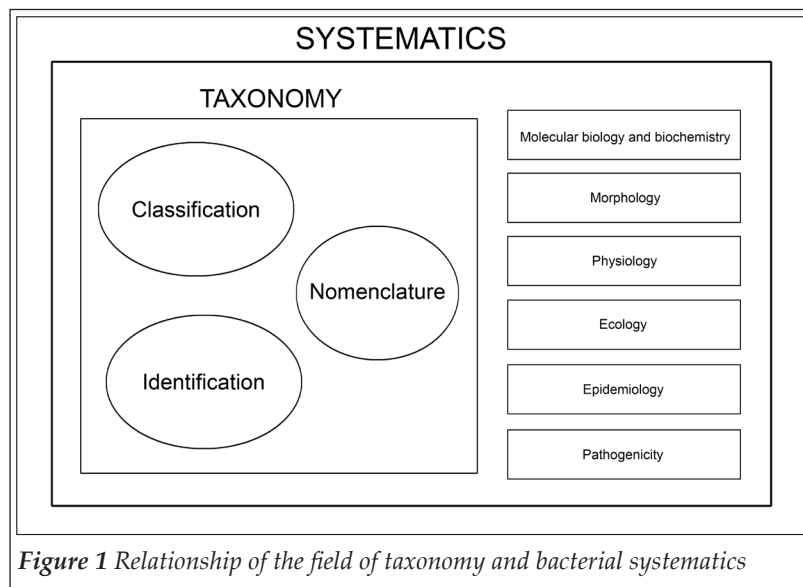 SYSTEMATICS
TAXONOMY
Classification
Nomenclature
Identification
Molecular biology and biochemistry
Morphology
Physiology
Ecology
Epidemiology
Pathogenicity
Figure 1 Relationship of the field of taxonomy and bacterial systematics